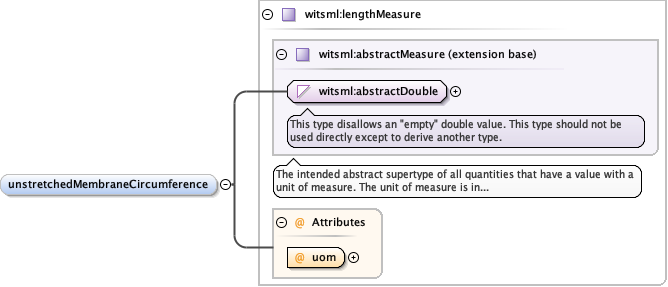 witsml:lengthMeasure
witsml:abstractMeasure (extension base)
witsml:abstractDouble
This type disallows an "empty" double value. This type should not be
used directly except to derive another type.
The intended abstract supertype of all quantities that have a value with a
unit of measure. The unit of measure is in...
unstretchedMembraneCircumference
@ Attributes
@ uom